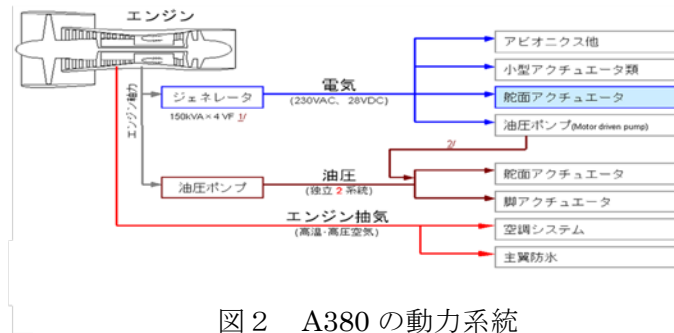 エンジン
エンジン軸力
ジェネレータ
150kVA×4 VF 1/
電気
(230VAC、 28VDC)
アビオニクス他
小型アクチュエータ類
舵面アクチュエータ
油圧ポンプ(Motor driven pump)
2/
油圧ポンプ
油圧
(独立 2 系統)
舵面アクチュエータ
脚アクチュエータ
エンジン抽気
(高温・高圧空気)
空調システム
主翼防氷
図2 A380 の動力系統